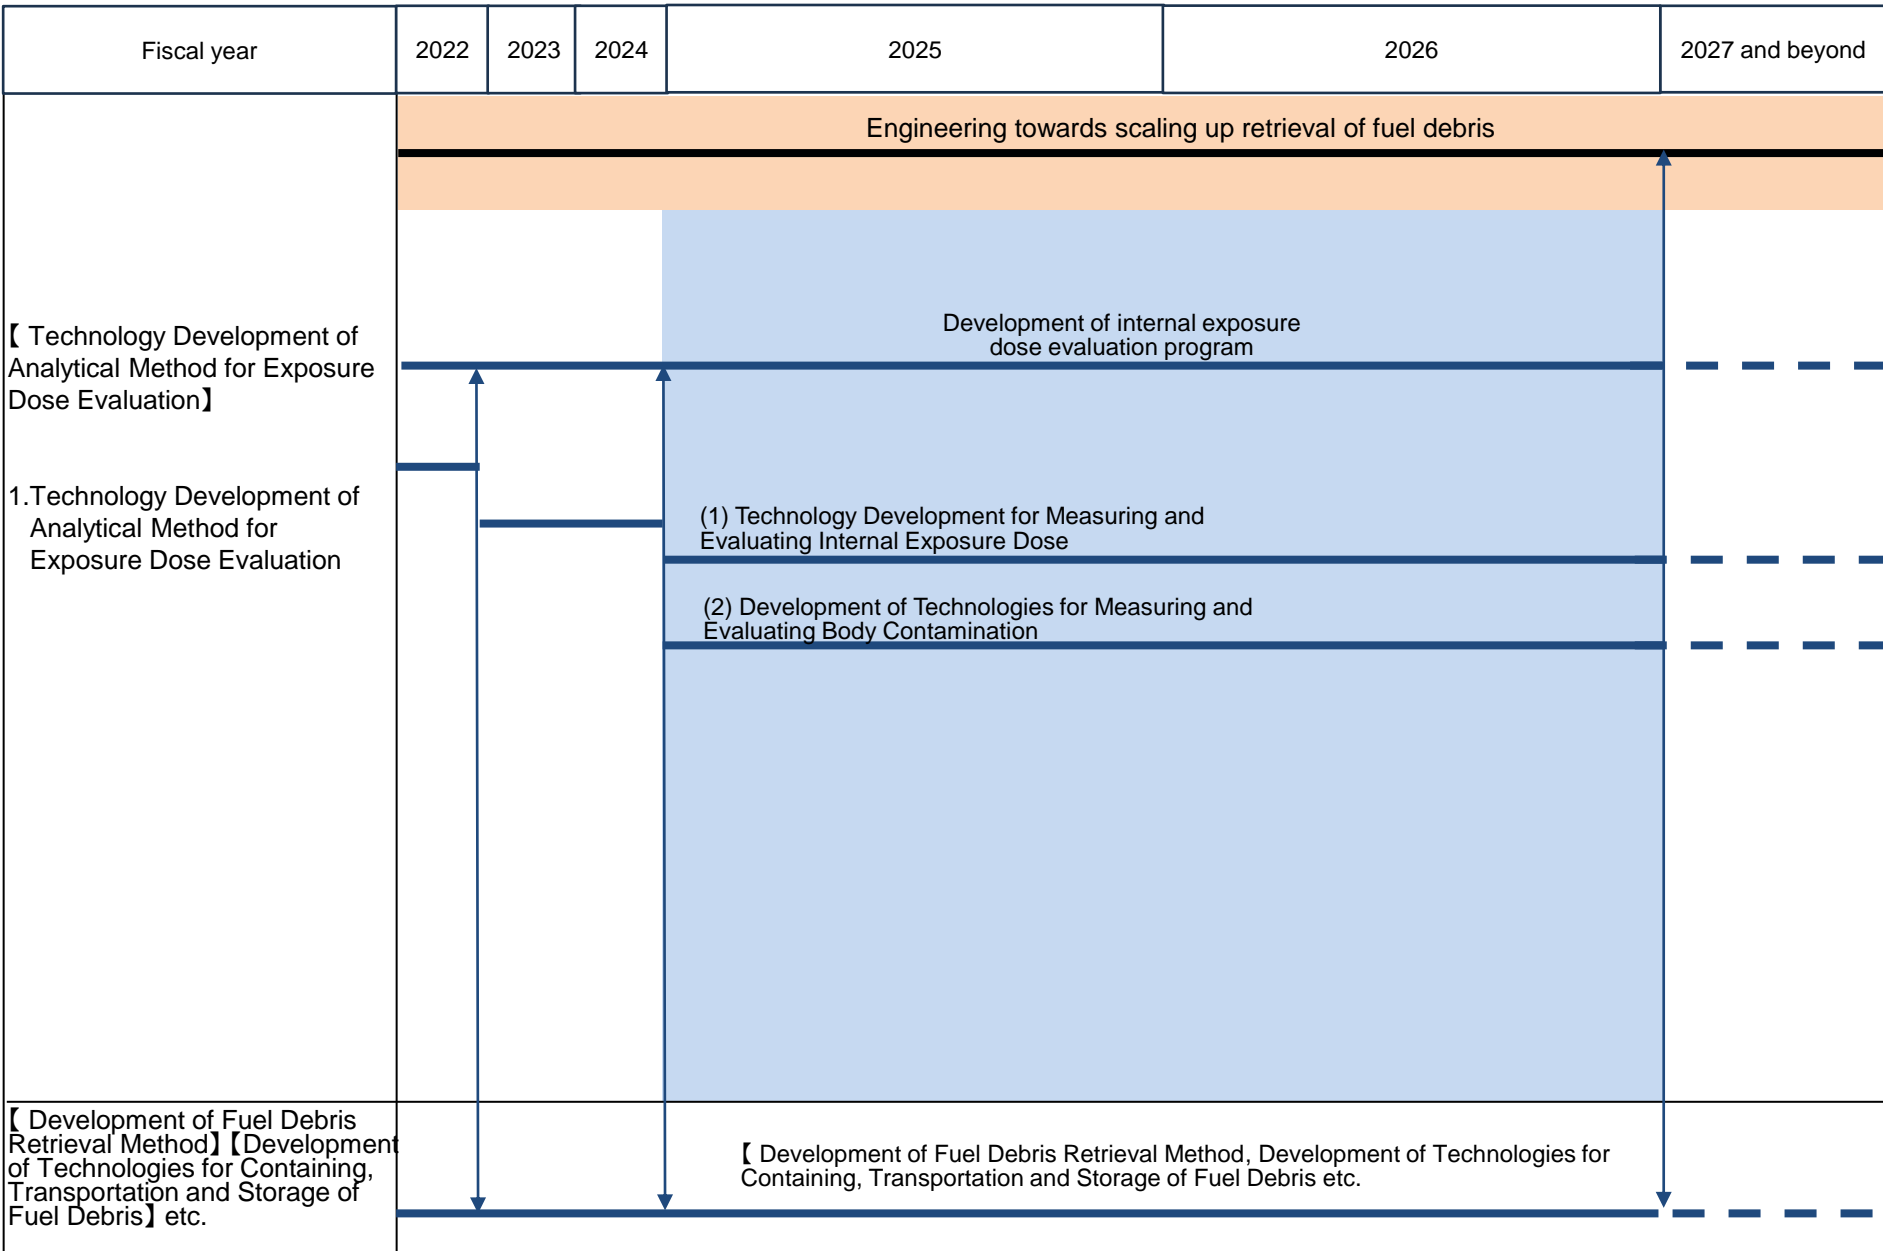 Fiscal year
2022
2023
2024
2025
2026
2027 and beyond
Engineering towards scaling up retrieval of fuel debris
【 Technology Development of
Analytical Method for Exposure
Dose Evaluation】
Development of internal exposure
dose evaluation program
1.Technology Development of
Analytical Method for
Exposure Dose Evaluation
(1) Technology Development for Measuring and
Evaluating Internal Exposure Dose
(2) Development of Technologies for Measuring and
Evaluating Body Contamination
【 Development of Fuel Debris
Retrieval Method】【Development
of Technologies for Containing,
Transportation and Storage of
Fuel Debris】 etc.
【 Development of Fuel Debris Retrieval Method, Development of Technologies for
Containing, Transportation and Storage of Fuel Debris etc.